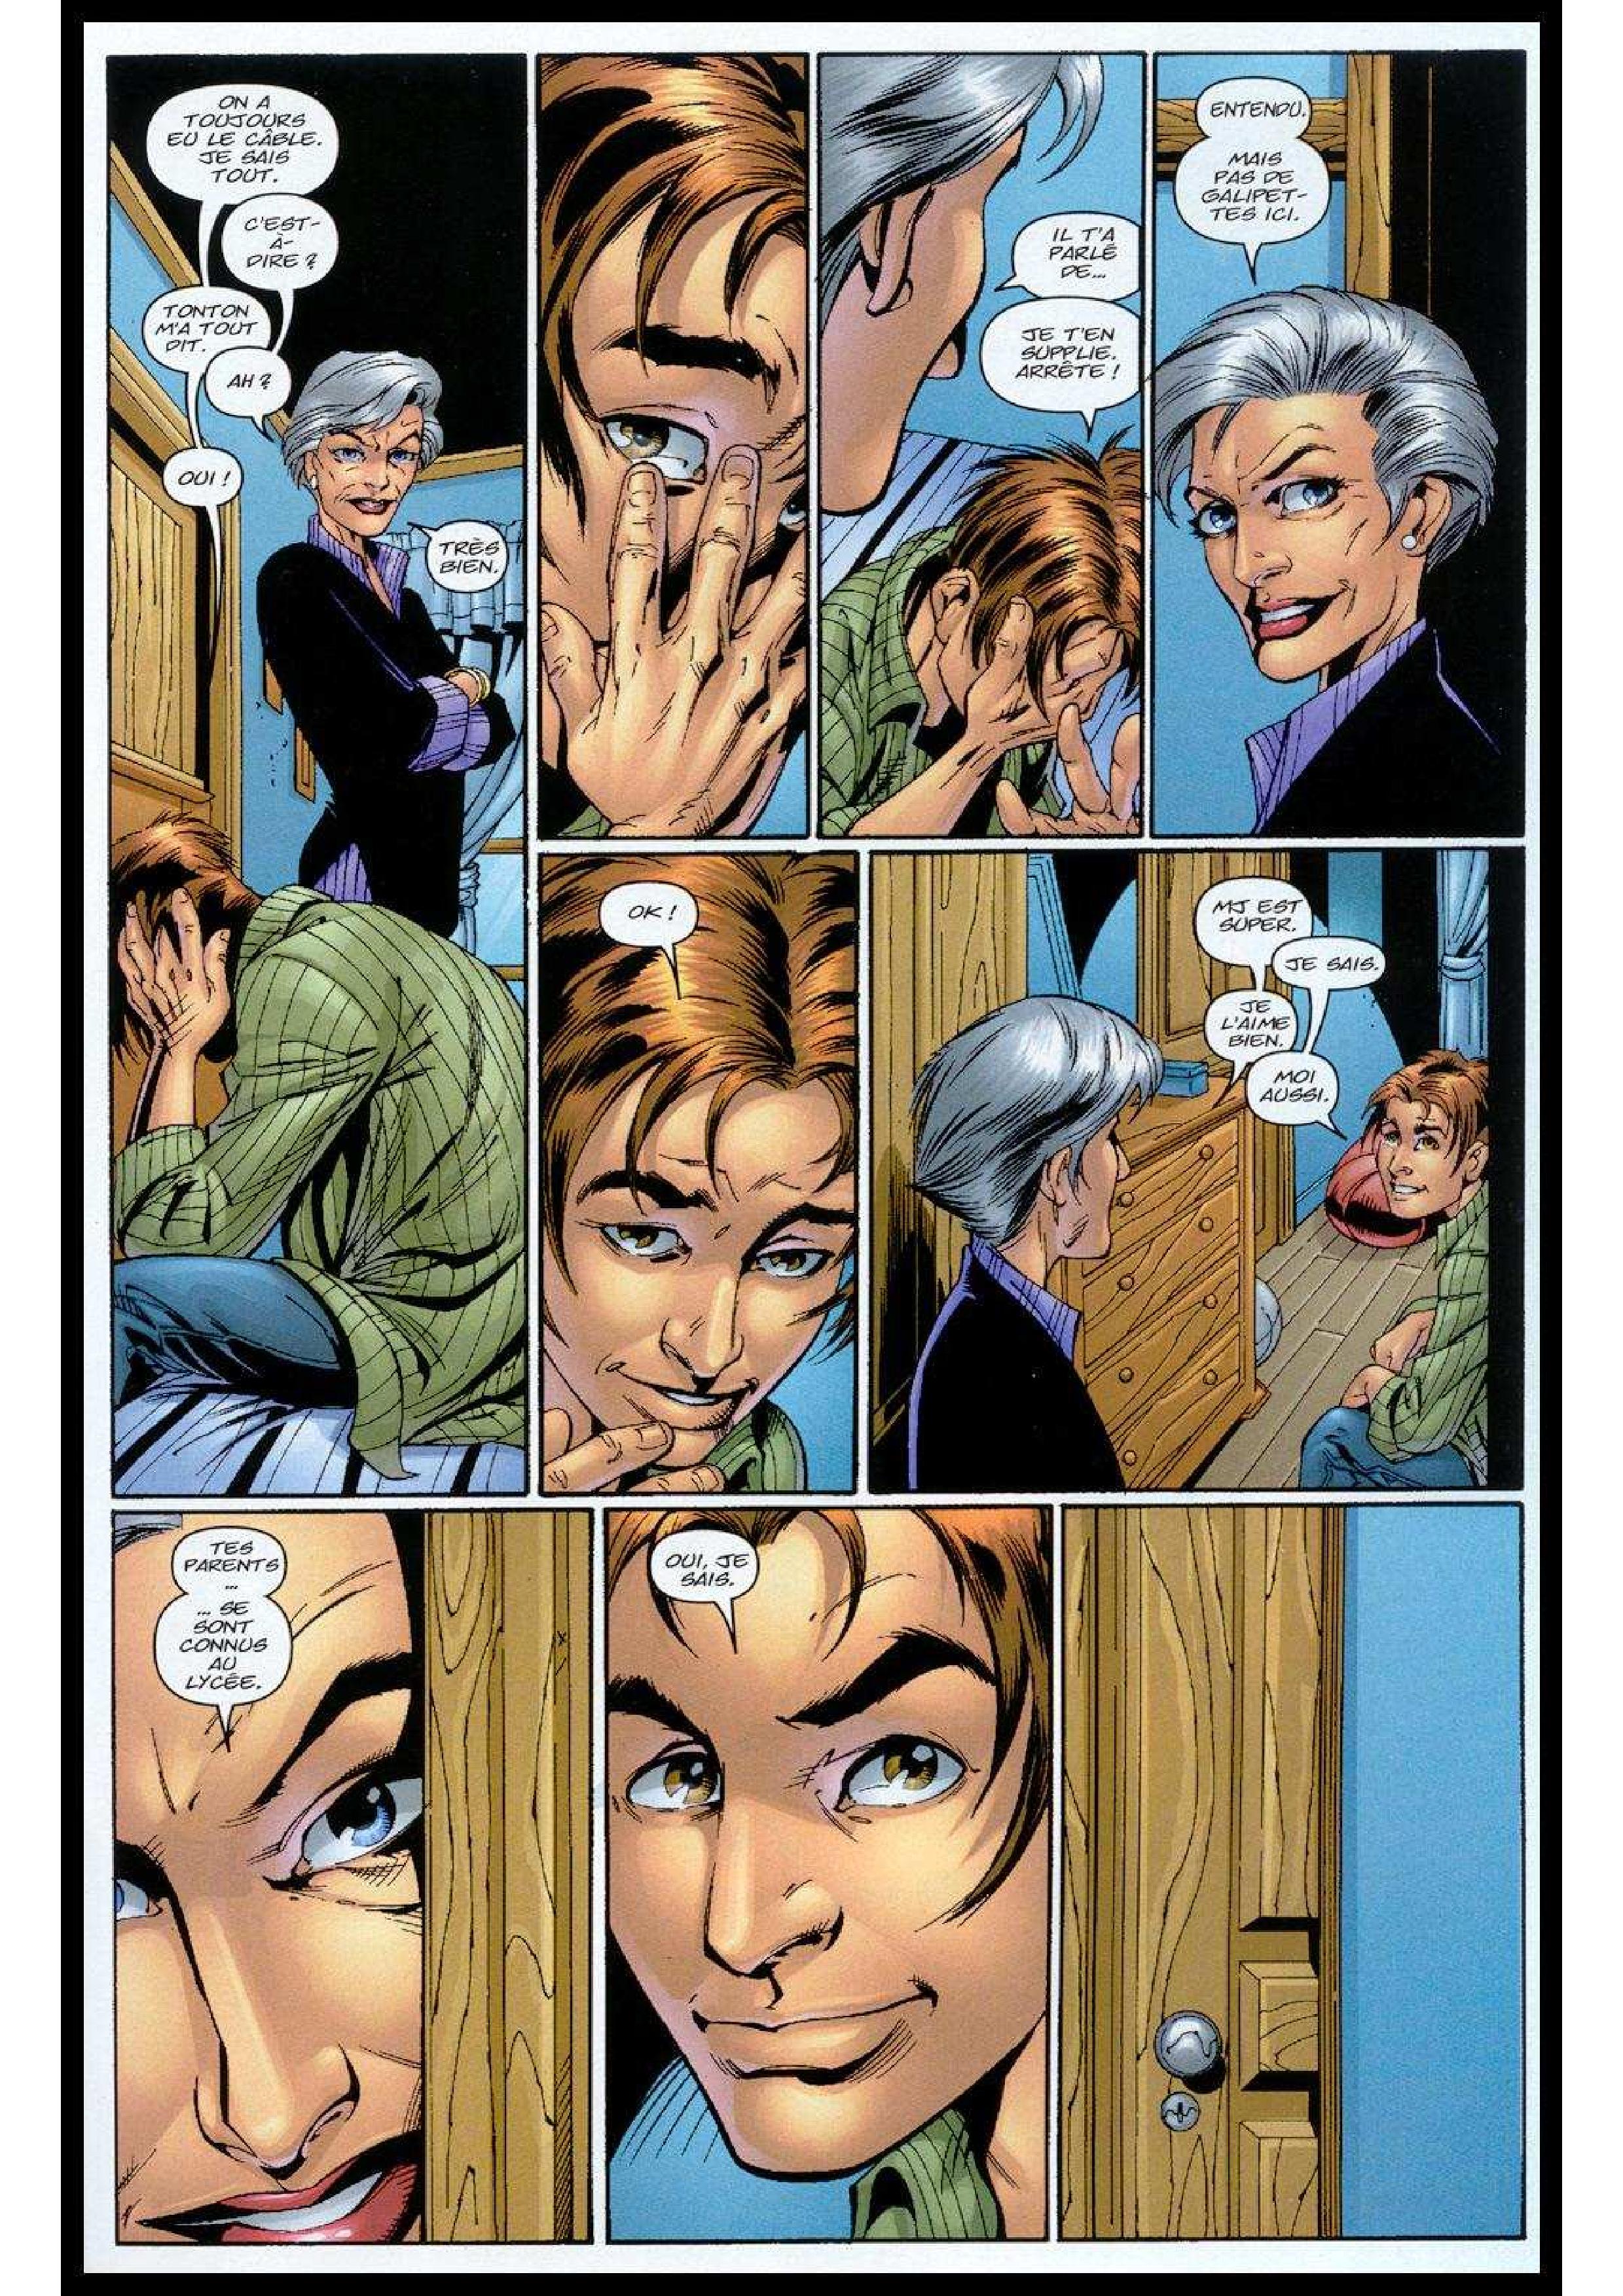 ON A
TOUJOURS
EU LE CÂBLE.
JE SAIS
TOUT.
C'EST-
À-
DIRE ?
TONTON
M'A TOUT
DIT.
AH ?
OUI !
TRÈS
BIEN.
IL T'A
PARLÉ
DE...
JE T'EN
SUPPLIE.
ARRÊTE !
ENTENDU.
MAIS
PAS DE
GALIPET-
TES ICI.
OK !
MJ EST
SUPER.
JE SAIS.
JE
L'AIME
BIEN.
MOI
AUSSI.
TES
PARENTS
...
... SE
SONT
CONNUS
AU
LYCÉE.
OUI, JE
SAIS.